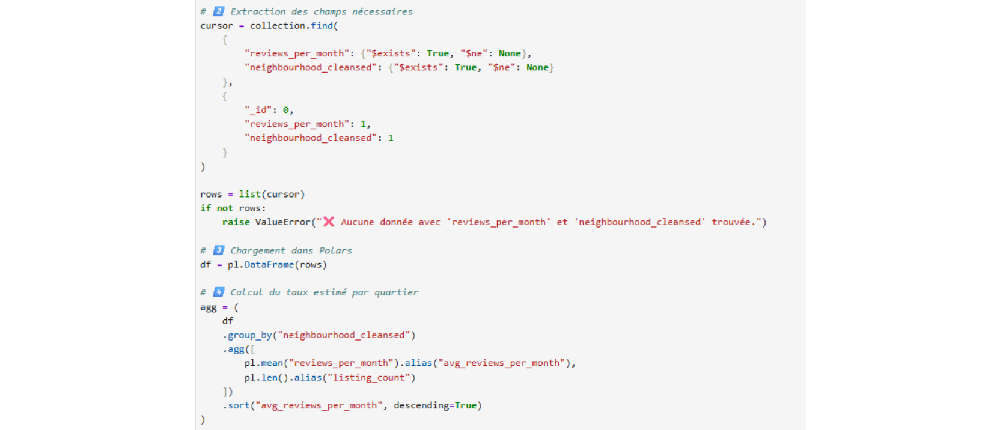 # 2️⃣ Extraction des champs nécessaires
cursor = collection.find(
    {
        "reviews_per_month": {"$exists": True, "$ne": None},
        "neighbourhood_cleansed": {"$exists": True, "$ne": None}
    },
    {
        "_id": 0,
        "reviews_per_month": 1,
        "neighbourhood_cleansed": 1
    }
)

rows = list(cursor)
if not rows:
    raise ValueError("❌ Aucune donnée avec 'reviews_per_month' et 'neighbourhood_cleansed' trouvée.")

# 3️⃣ Chargement dans Polars
df = pl.DataFrame(rows)

# 4️⃣ Calcul du taux estimé par quartier
agg = (
    df
    .group_by("neighbourhood_cleansed")
    .agg([
        pl.mean("reviews_per_month").alias("avg_reviews_per_month"),
        pl.len().alias("listing_count")
    ])
    .sort("avg_reviews_per_month", descending=True)
)